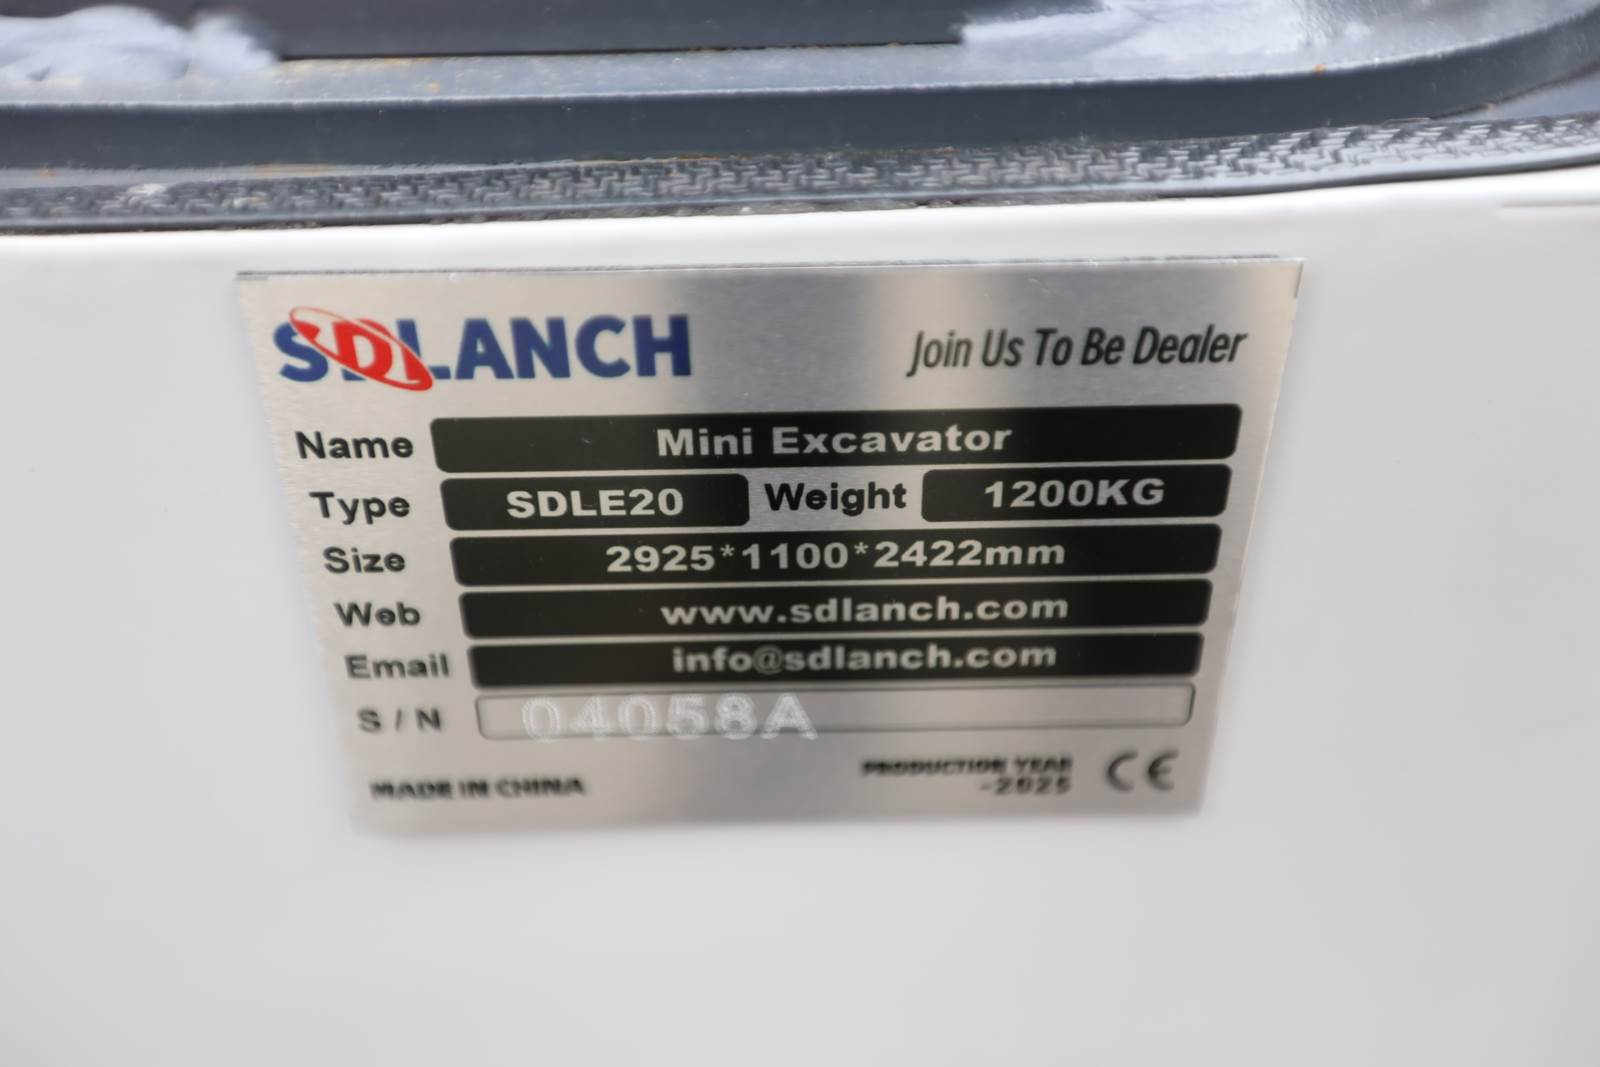 SDLANCH Join Us To Be Dealer
Name Mini Excavator
Type SDLE20 Weight 1200KG
Size 2925*1100*2422mm
Web www.sdlanch.com
Email info@sdlanch.com
S / N 04058A
MADE IN CHINA PRODUCTION YEAR CE
-2025